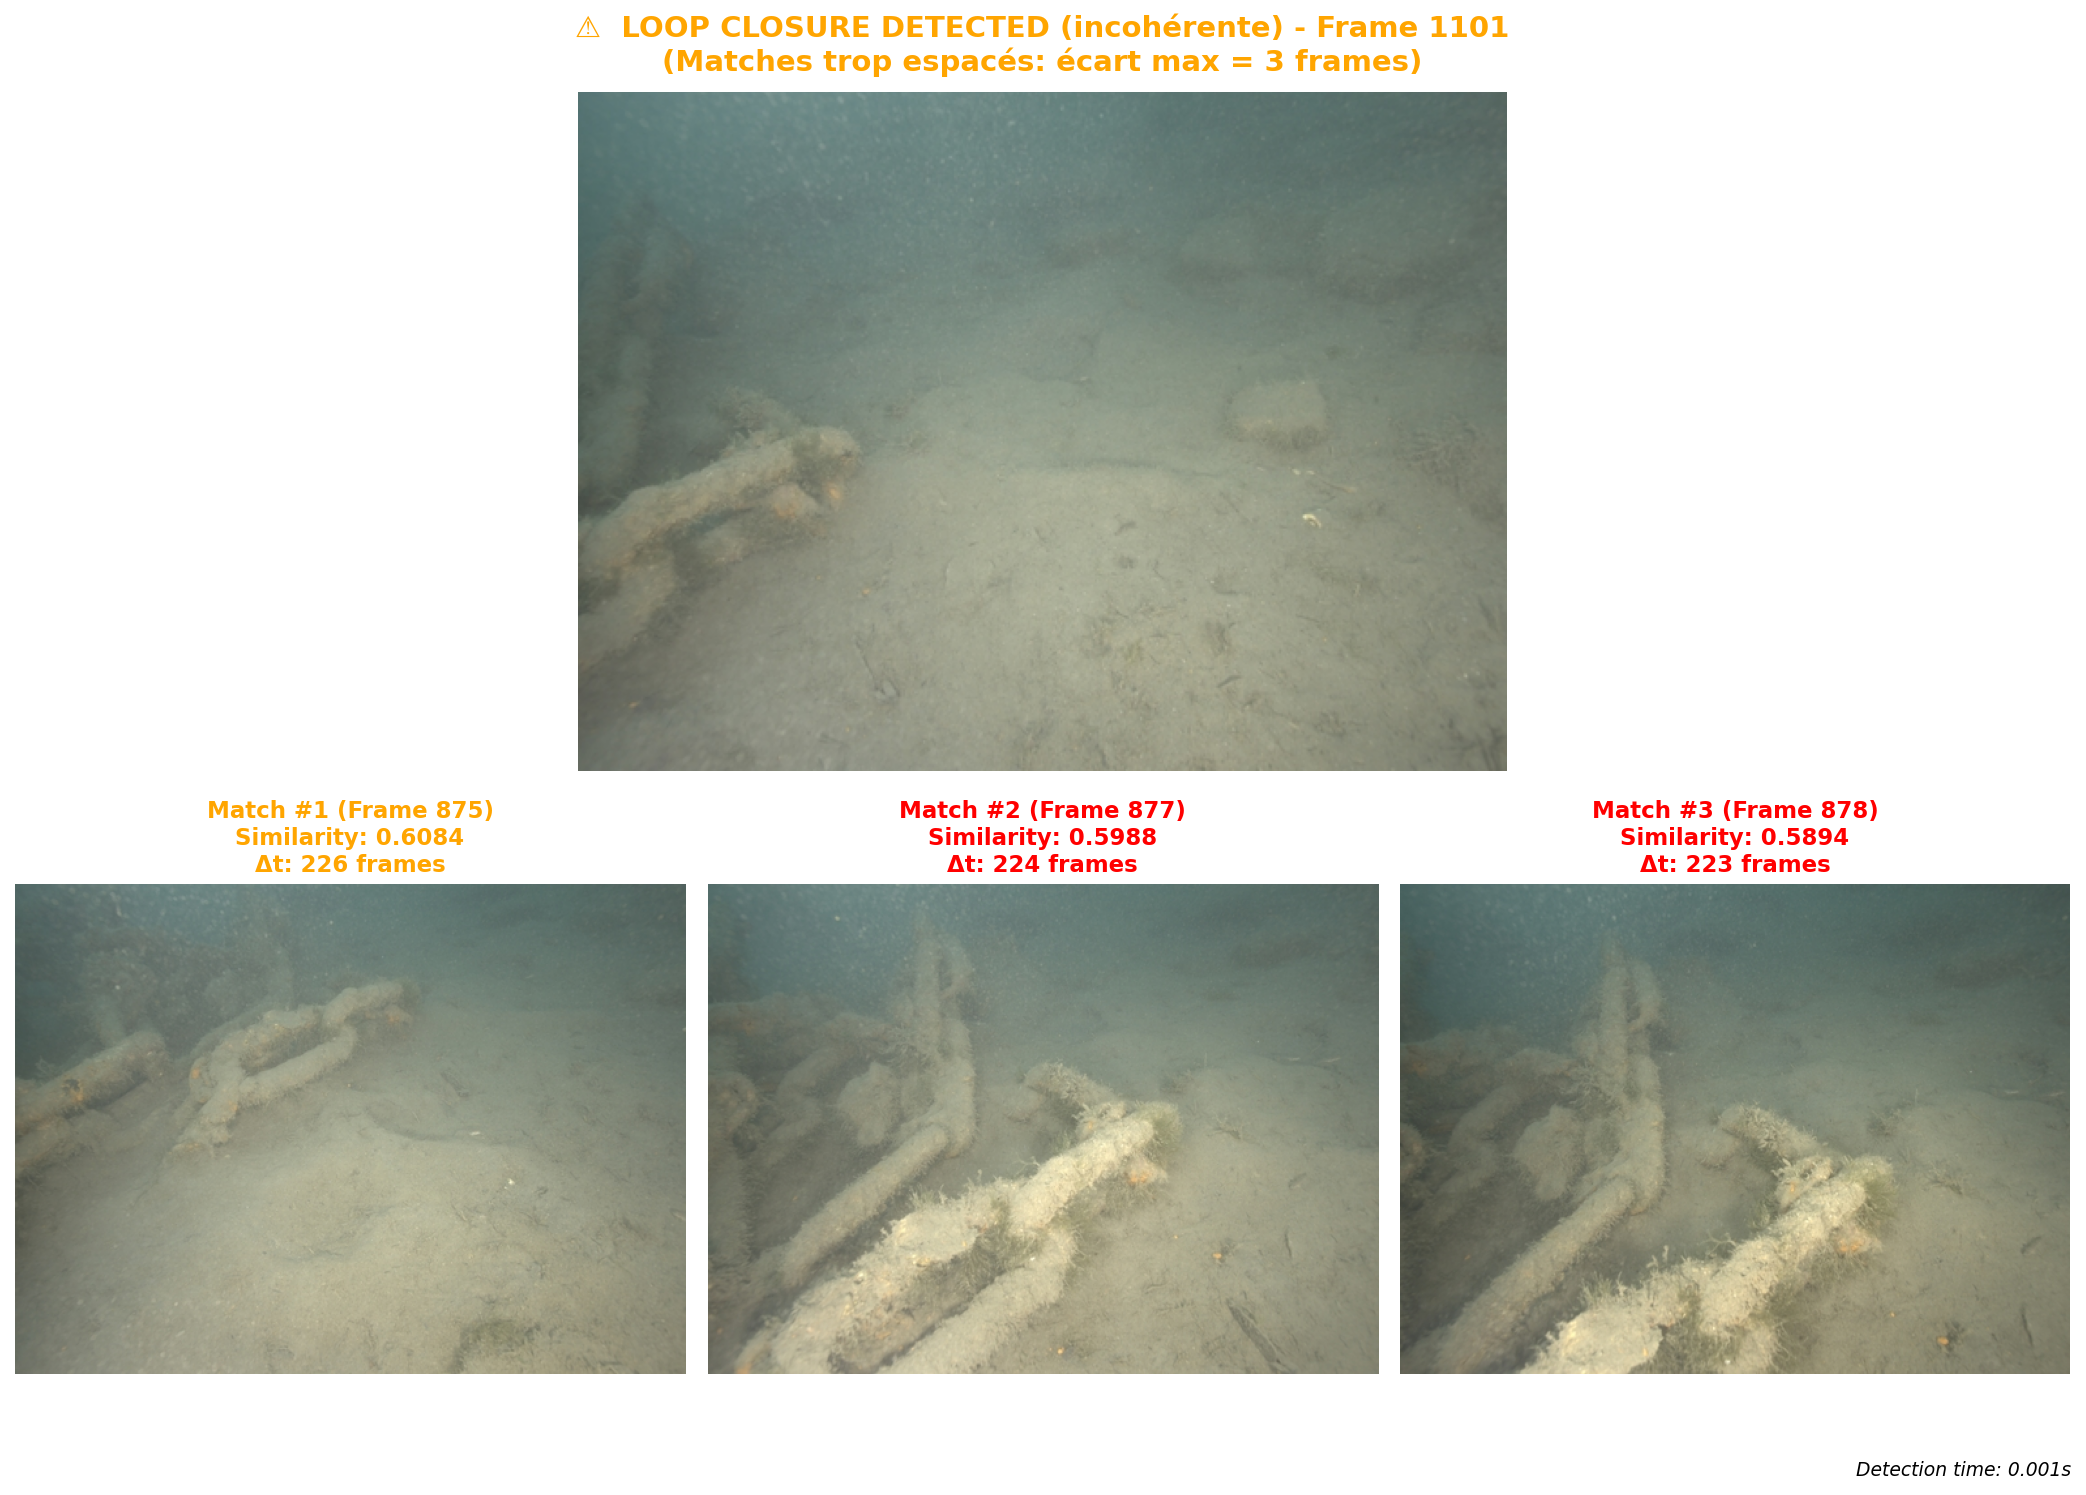 ⚠ LOOP CLOSURE DETECTED (incohérente) - Frame 1101
(Matches trop espacés: écart max = 3 frames)
Match #1 (Frame 875)
Similarity: 0.6084
Δt: 226 frames
Match #2 (Frame 877)
Similarity: 0.5988
Δt: 224 frames
Match #3 (Frame 878)
Similarity: 0.5894
Δt: 223 frames
Detection time: 0.001s